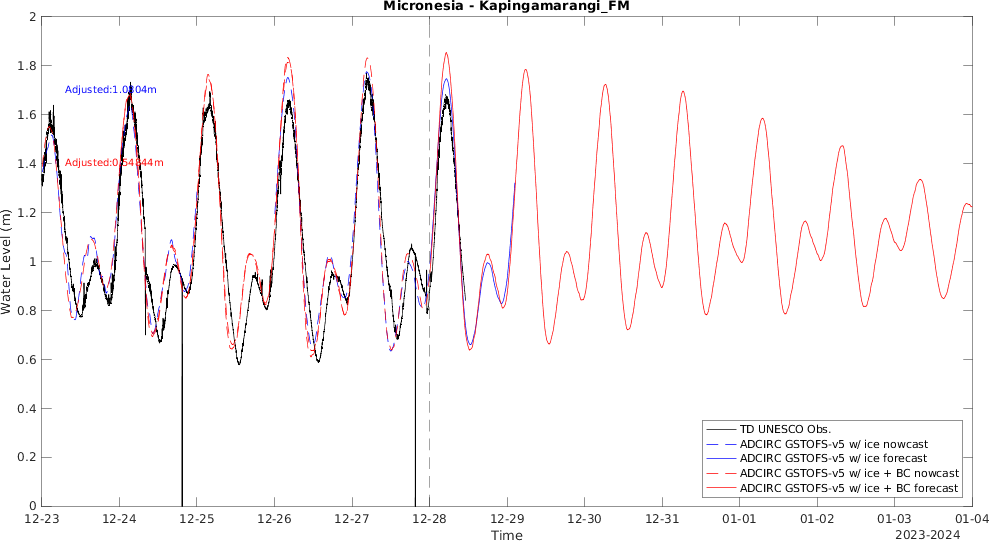 Micronesia - Kapingamarangi_FM
2
1.8
1.6
1.4
1.2
1
0.8
0.6
0.4
0.2
0
Water Level (m)
Adjusted:1.0804m
TD UNESCO Obs.
ADCIRC GSTOFS-v5 w/ ice nowcast
ADCIRC GSTOFS-v5 w/ ice forecast
ADCIRC GSTOFS-v5 w/ ice + BC nowcast
ADCIRC GSTOFS-v5 w/ ice + BC forecast
12-23
12-24
12-25
12-26
12-27
12-28
12-29
12-30
12-31
01-01
01-02
01-03
01-04
Time
2023-2024